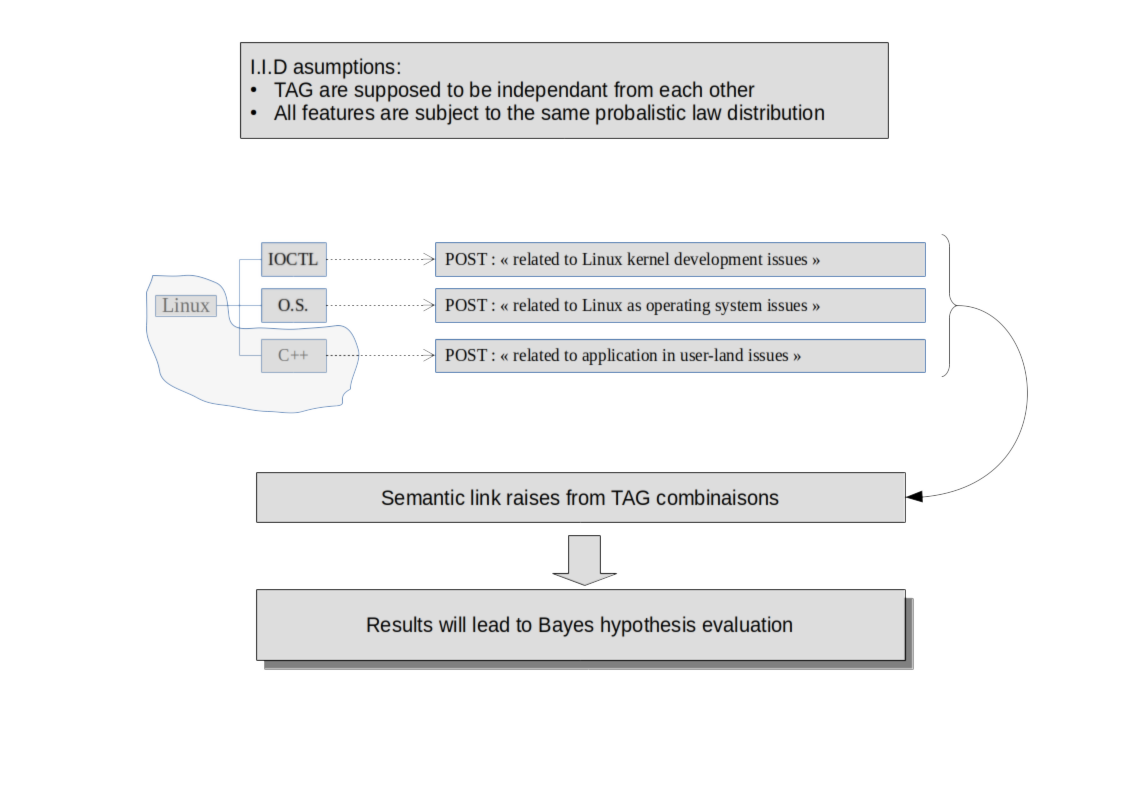 I.I.D asumptions:
• TAG are supposed to be independant from each other
• All features are subject to the same probalistic law distribution
IOCTL
POST : « related to Linux kernel development issues »
Linux
O.S.
POST : « related to Linux as operating system issues »
C++
POST : « related to application in user-land issues »
Semantic link raises from TAG combinaisons
Results will lead to Bayes hypothesis evaluation